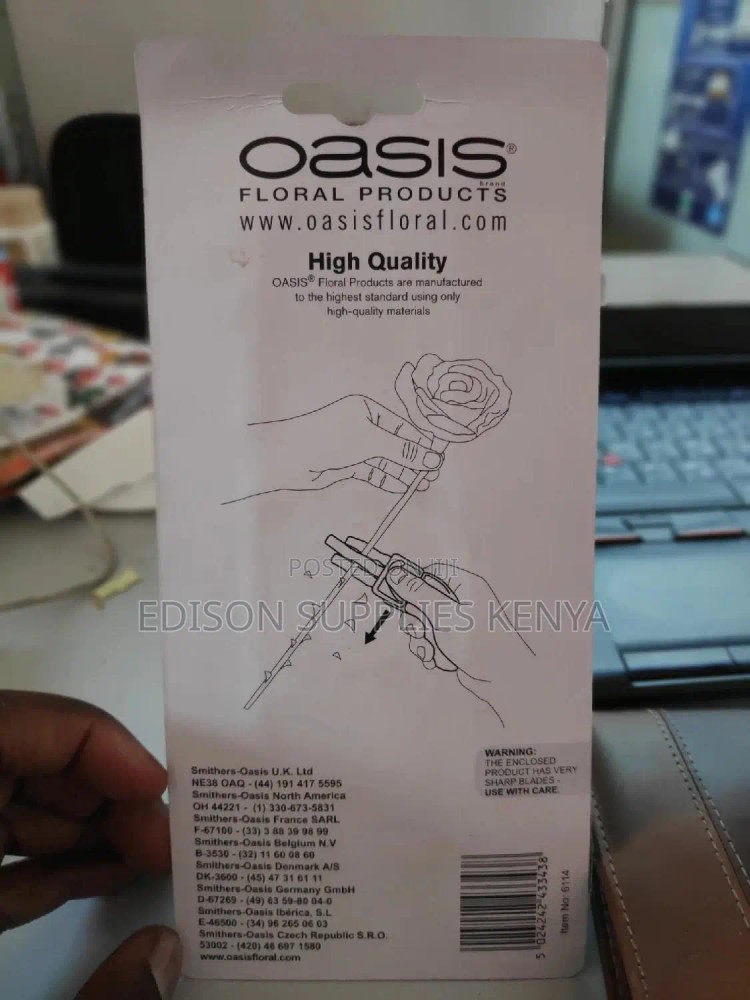 OASIS®
brand
FLORAL PRODUCTS
www.oasisfloral.com
High Quality
OASIS® Floral Products are manufactured
to the highest standard using only
high-quality materials
POSTED ON JIJI
EDISON SUPPLIES KENYA
Smithers-Oasis U.K. Ltd
NE38 OAQ - (44) 191 417 5595
Smithers-Oasis North America
OH 44221 - (1) 330-673-5831
Smithers-Oasis France SARL
F-67100 - (33) 3 88 39 98 99
Smithers-Oasis Belgium N.V
B-3530 - (32) 11 60 08 60
Smithers-Oasis Denmark A/S
DK-3600 - (45) 47 31 61 11
Smithers-Oasis Germany GmbH
D-67269 - (49) 63 59-80 04-0
Smithers-Oasis Ibérica, S.L
E-46500 - (34) 96 265 06 03
Smithers-Oasis Czech Republic S.R.O.
53002 - (420) 46 697 1580
www.oasisfloral.com
WARNING:
THE ENCLOSED
PRODUCT HAS VERY
SHARP BLADES -
USE WITH CARE.
5 024242 433438
Item No: 6114